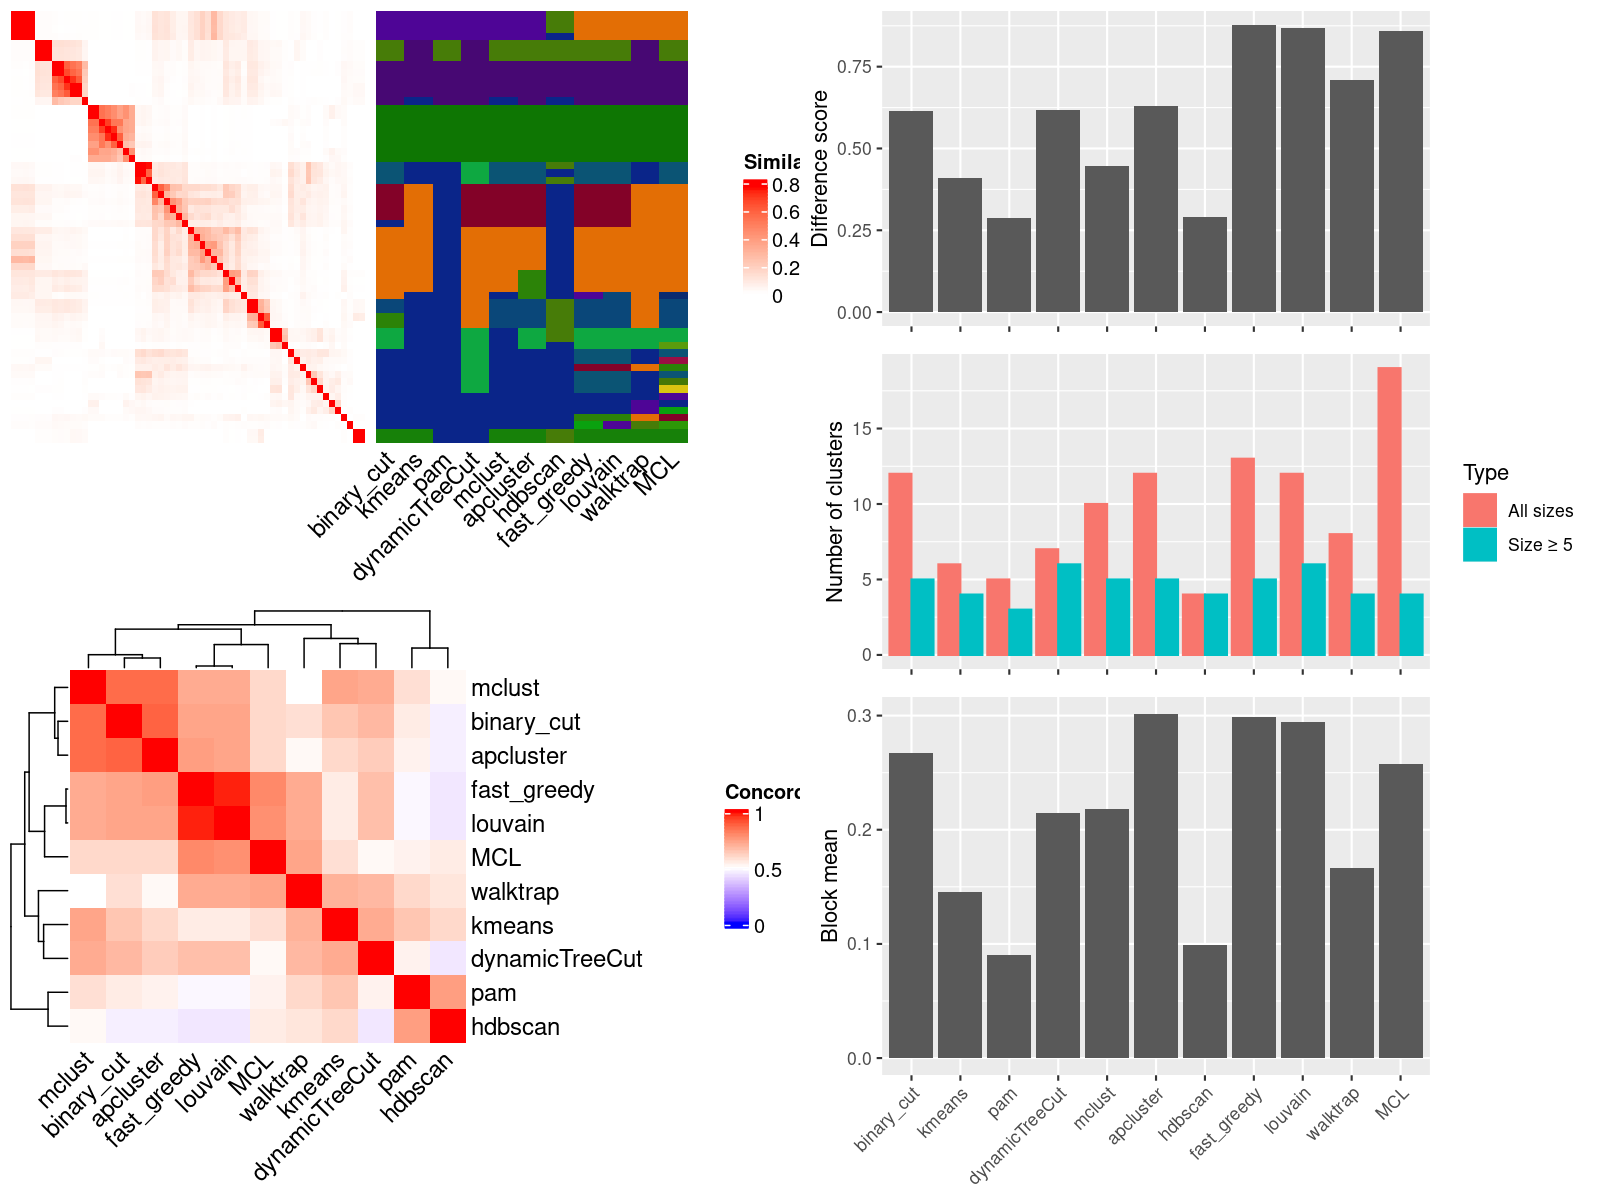 Simila
0.8
0.6
0.4
0.2
0
binary_cut
kmeans
pam
dynamicTreeCut
mclust
apcluster
hdbscan
fast_greedy
louvain
walktrap
MCL
mclust
binary_cut
apcluster
fast_greedy
louvain
MCL
walktrap
kmeans
dynamicTreeCut
pam
hdbscan
mclust
binary_cut
apcluster
fast_greedy
louvain
MCL
walktrap
kmeans
dynamicTreeCut
pam
hdbscan
Concord
1
0.5
0
Difference score
0.75
0.50
0.25
0.00
Number of clusters
15
10
5
0
Type
All sizes
Size ≥ 5
Block mean
0.3
0.2
0.1
0.0
binary_cut
kmeans
pam
dynamicTreeCut
mclust
apcluster
hdbscan
fast_greedy
louvain
walktrap
MCL